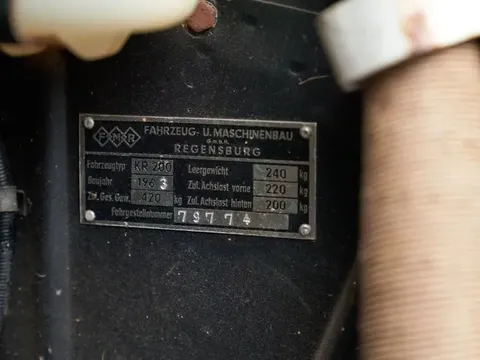 FMR FAHRZEUG- U. MASCHINENBAU
G.m.b.H.
REGENSBURG
Fahrzeugtyp KR 200 Leergewicht 240 kg
Baujahr 1963 Zul. Achslast vorne 220 kg
Zul. Ges. Gew. 420 kg Zul. Achslast hinten 200 kg
Fahrgestellnummer 79774